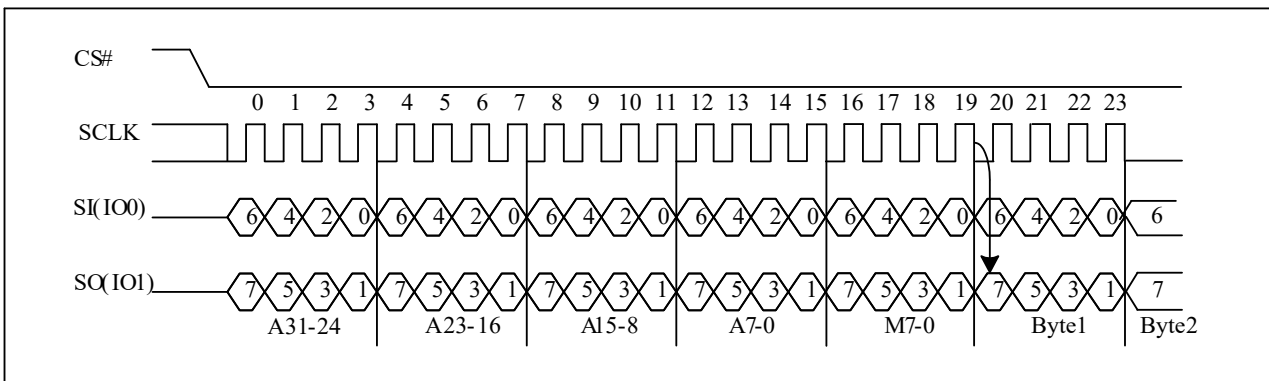 CS#
0 1 2 3 4 5 6 7 8 9 10 11 12 13 14 15 16 17 18 19 20 21 22 23
SCLK
SI(IO0) 6 4 2 0 6 4 2 0 6 4 2 0 6 4 2 0 6 4 2 0 6 4 2 0 6
SO(IO1) 7 5 3 1 7 5 3 1 7 5 3 1 7 5 3 1 7 5 3 1 7 5 3 1 7
A31-24 A23-16 A15-8 A7-0 M7-0 Byte1 Byte2